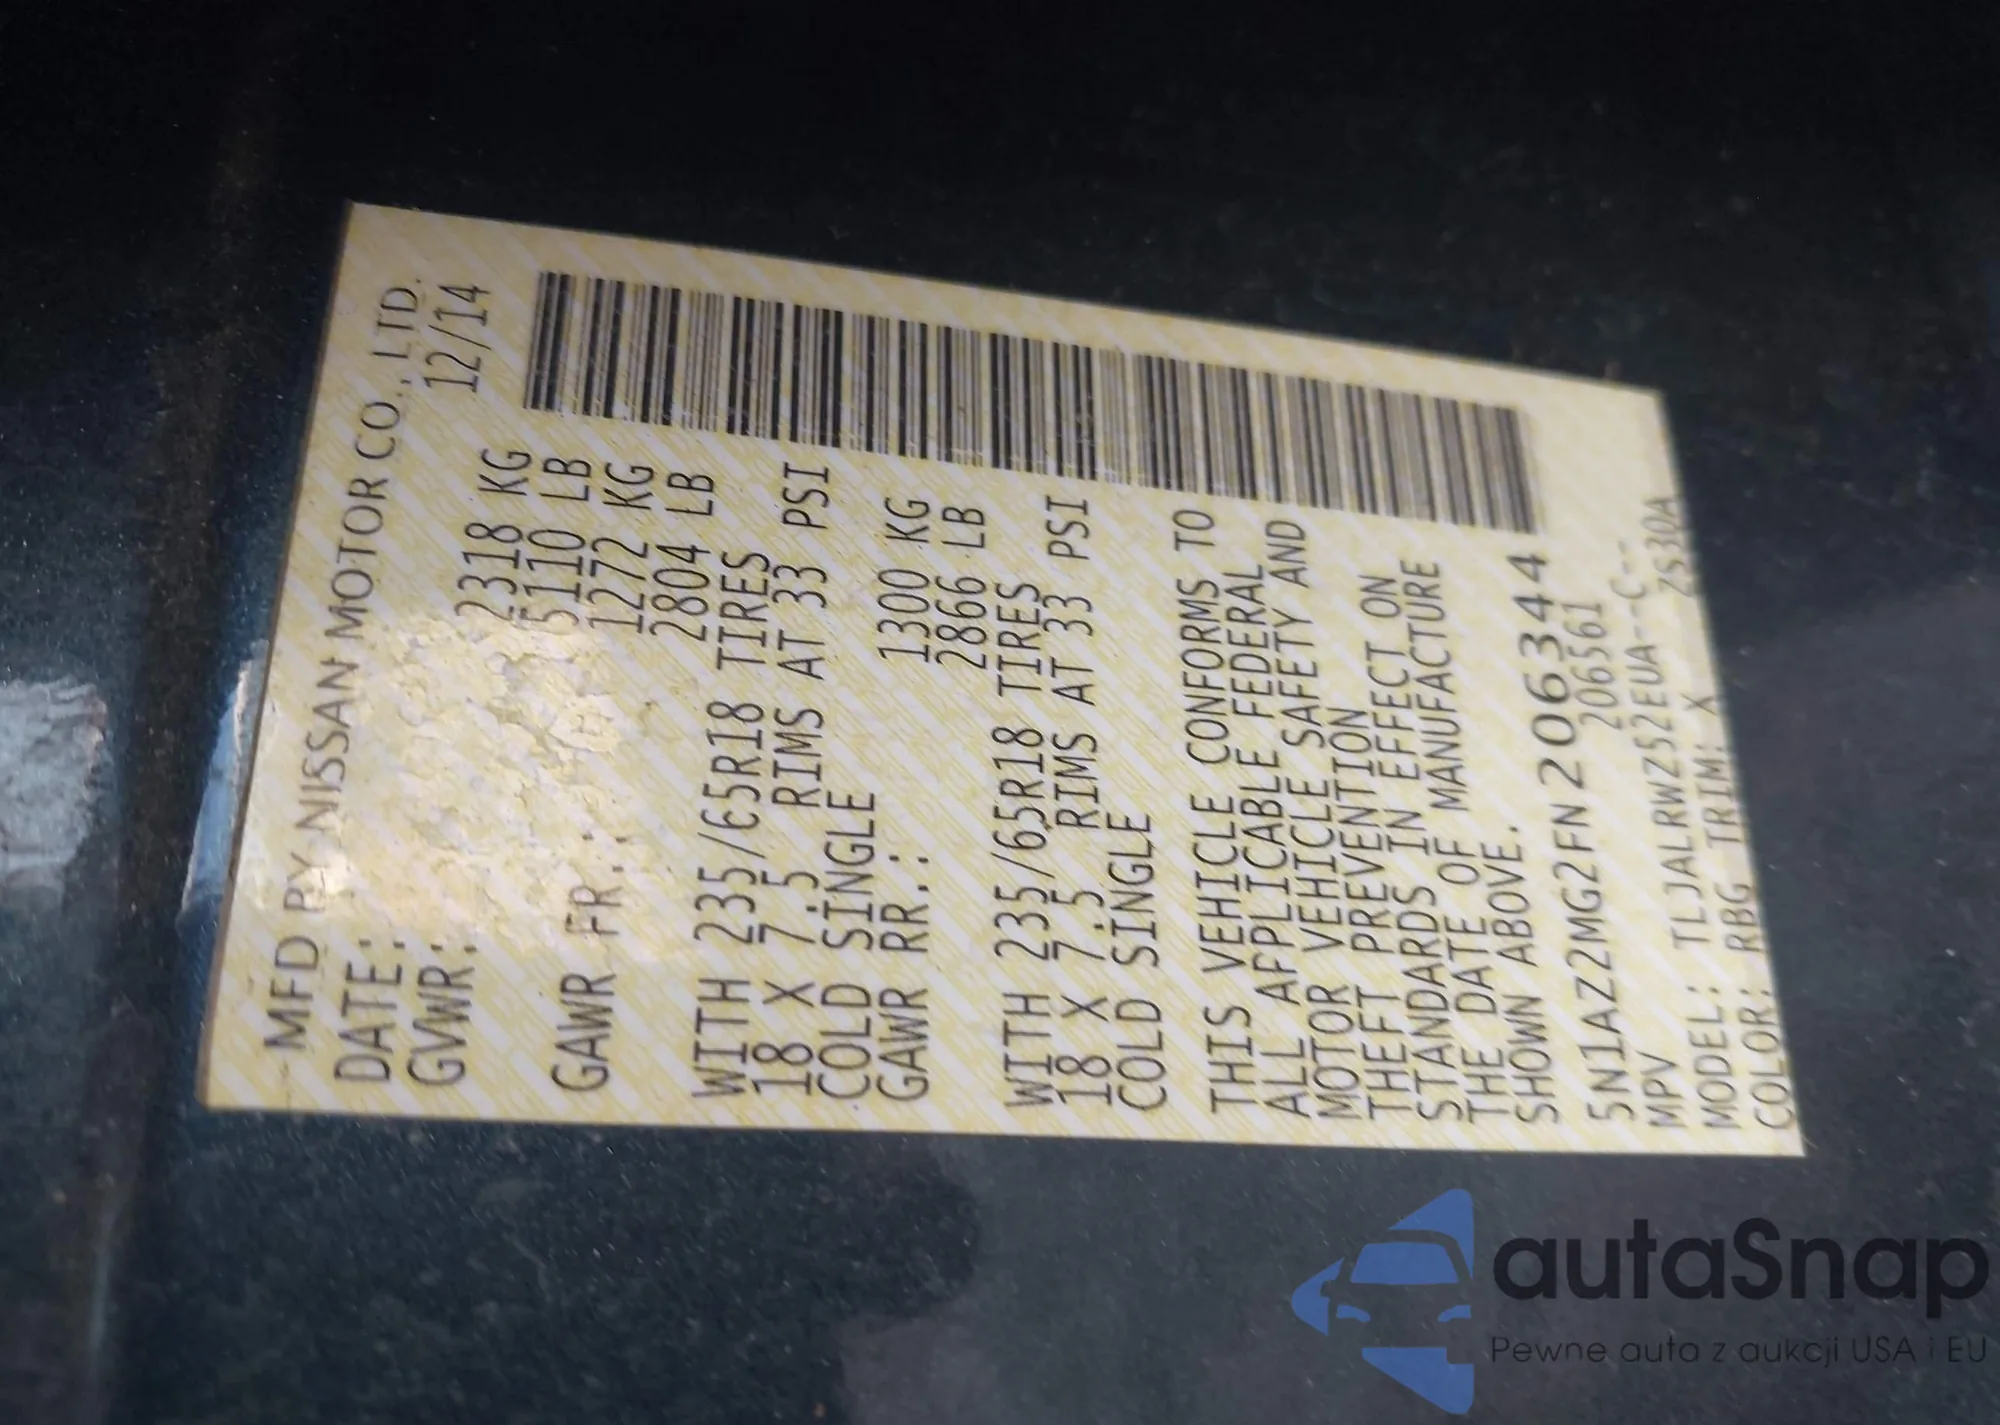 MFD BY NISSAN MOTOR CO., LTD.
DATE: 12/14
GVWR: 2318 KG
5110 LB
GAWR FR.: 1272 KG
2804 LB
WITH 235/65R18 TIRES
18 X 7.5 RIMS AT 33 PSI
COLD SINGLE
GAWR RR.: 1300 KG
2866 LB
WITH 235/65R18 TIRES
18 X 7.5 RIMS AT 33 PSI
COLD SINGLE
THIS VEHICLE CONFORMS TO
ALL APPLICABLE FEDERAL
MOTOR VEHICLE SAFETY AND
THEFT PREVENTION
STANDARDS IN EFFECT ON
THE DATE OF MANUFACTURE
SHOWN ABOVE.
5N1AZ2MG2FN206344
MPV 206561
MODEL: TLJALRWZ52EUA--C--
COLOR: RBG TRIM: X ZS30A
autaSnap
Pewne auta z aukcji USA i EU